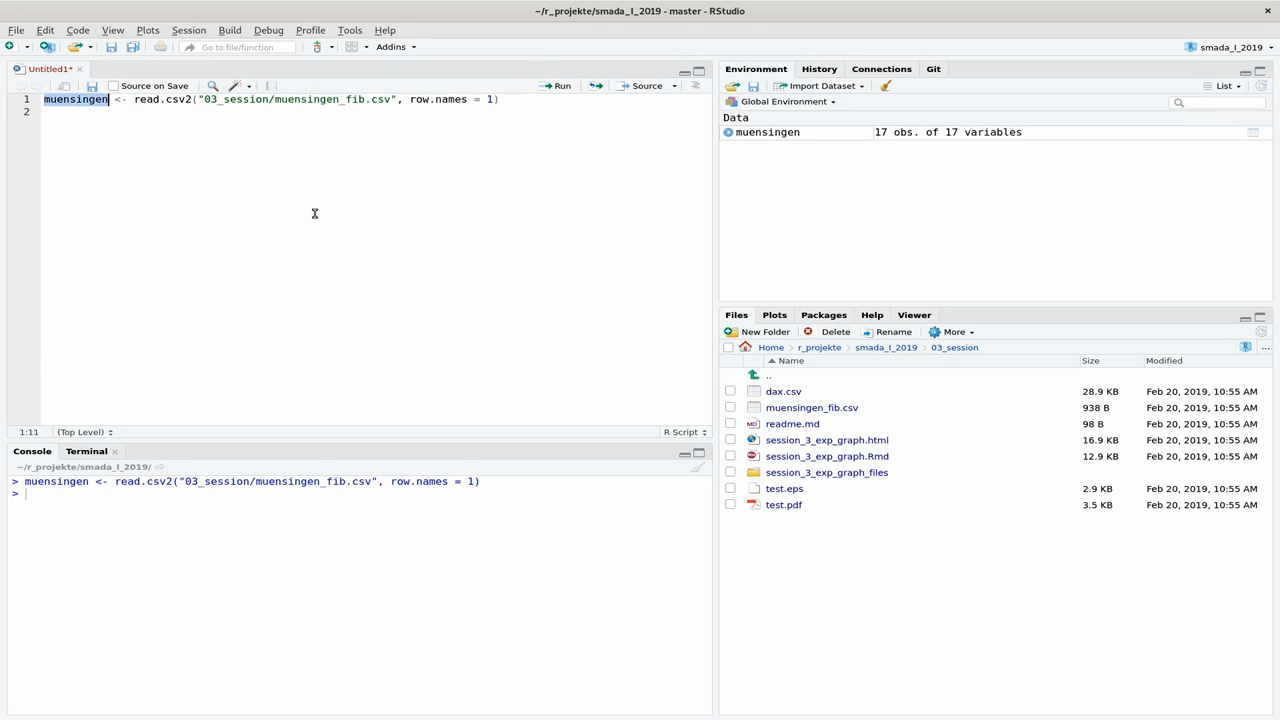 ~/r_projekte/smada_I_2019 - master - RStudio
File Edit Code View Plots Session Build Debug Profile Tools Help
Go to file/function Addins smada_I_2019
Untitled1*
Source on Save Run Source
1 muensingen <- read.csv2("03_session/muensingen_fib.csv", row.names = 1)
2
1:11 (Top Level) R Script
Console Terminal
~/r_projekte/smada_I_2019/
> muensingen <- read.csv2("03_session/muensingen_fib.csv", row.names = 1)
>
Environment History Connections Git
Import Dataset List
Global Environment
Data
muensingen 17 obs. of 17 variables
Files Plots Packages Help Viewer
New Folder Delete Rename More
Home r_projekte smada_I_2019 03_session ...
Name Size Modified
..
dax.csv 28.9 KB Feb 20, 2019, 10:55 AM
muensingen_fib.csv 938 B Feb 20, 2019, 10:55 AM
readme.md 98 B Feb 20, 2019, 10:55 AM
session_3_exp_graph.html 16.9 KB Feb 20, 2019, 10:55 AM
session_3_exp_graph.Rmd 12.9 KB Feb 20, 2019, 10:55 AM
session_3_exp_graph_files
test.eps 2.9 KB Feb 20, 2019, 10:55 AM
test.pdf 3.5 KB Feb 20, 2019, 10:55 AM